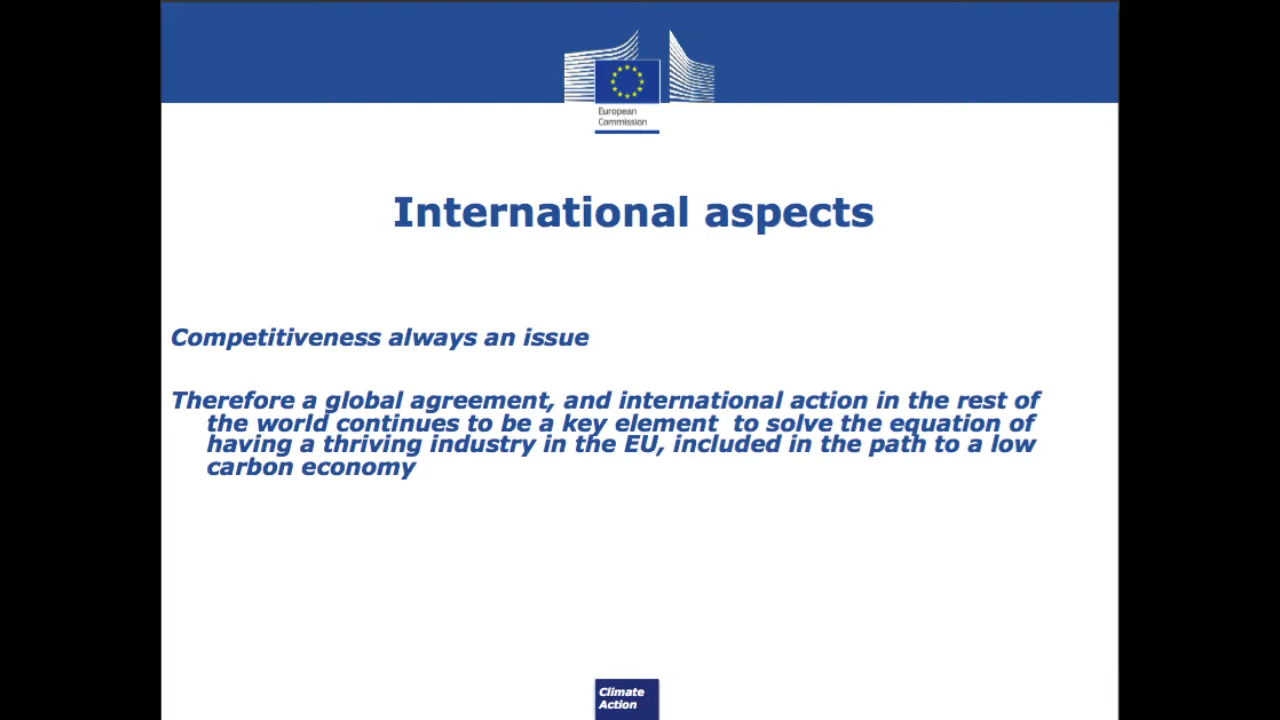 European
Commission
International aspects
Competitiveness always an issue
Therefore a global agreement, and international action in the rest of
the world continues to be a key element  to solve the equation of
having a thriving industry in the EU, included in the path to a low
carbon economy
Climate
Action